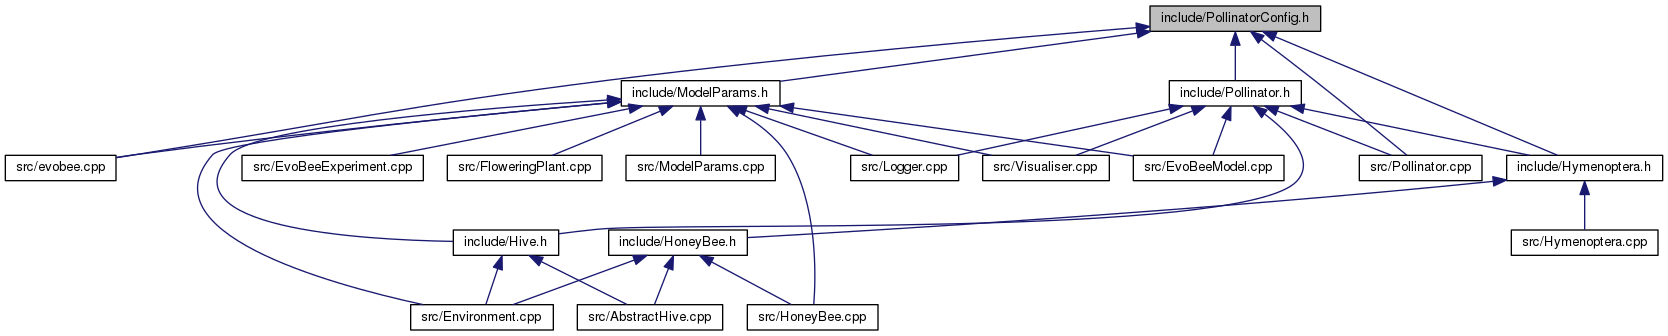 include/PollinatorConfig.h
include/ModelParams.h
include/Pollinator.h
src/evobee.cpp
src/EvoBeeExperiment.cpp
src/FloweringPlant.cpp
src/ModelParams.cpp
src/Logger.cpp
src/Visualiser.cpp
src/EvoBeeModel.cpp
src/Pollinator.cpp
include/Hymenoptera.h
include/Hive.h
include/HoneyBee.h
src/Hymenoptera.cpp
src/Environment.cpp
src/AbstractHive.cpp
src/HoneyBee.cpp